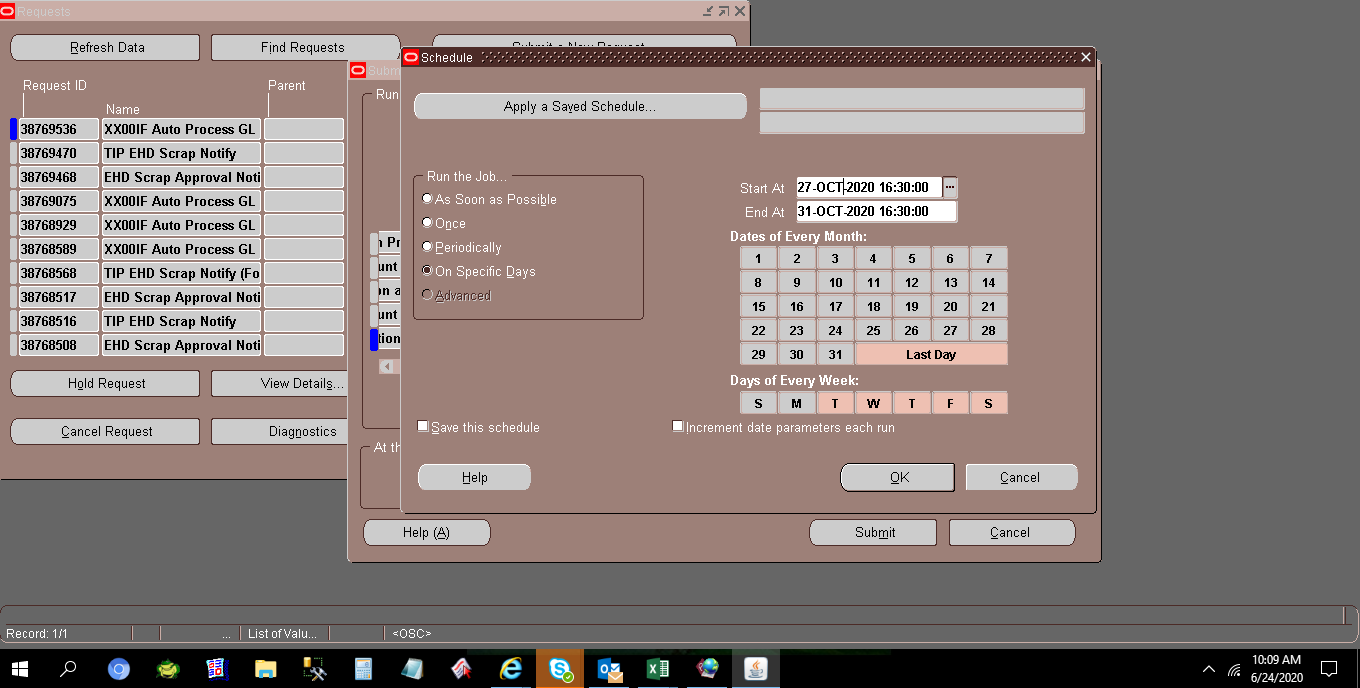 Requests
Refresh Data
Find Requests
Submit a New Request
Request ID
Name
Parent
38769536 XX00IF Auto Process GL
38769470 TIP EHD Scrap Notify
38769468 EHD Scrap Approval Noti
38769075 XX00IF Auto Process GL
38768929 XX00IF Auto Process GL
38768589 XX00IF Auto Process GL
38768568 TIP EHD Scrap Notify (Fo
38768517 EHD Scrap Approval Noti
38768516 TIP EHD Scrap Notify
38768508 EHD Scrap Approval Noti
Hold Request
View Details...
Cancel Request
Diagnostics
Subm
Run
n Pr
unt
on a
unt
tion
At th
Help (A)
Submit
Cancel
Schedule
Apply a Saved Schedule...
Run the Job...
As Soon as Possible
Once
Periodically
On Specific Days
Advanced
Start At 27-OCT-2020 16:30:00 ...
End At 31-OCT-2020 16:30:00
Dates of Every Month:
1 2 3 4 5 6 7
8 9 10 11 12 13 14
15 16 17 18 19 20 21
22 23 24 25 26 27 28
29 30 31 Last Day
Days of Every Week:
S M T W T F S
Save this schedule
Increment date parameters each run
Help
OK
Cancel
Record: 1/1 ... List of Valu... <OSC>
10:09 AM
6/24/2020